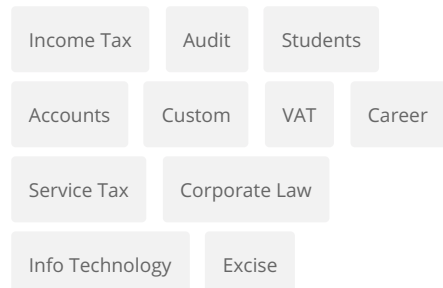 Income Tax Audit Students
Accounts Custom VAT Career
Service Tax Corporate Law
Info Technology Excise